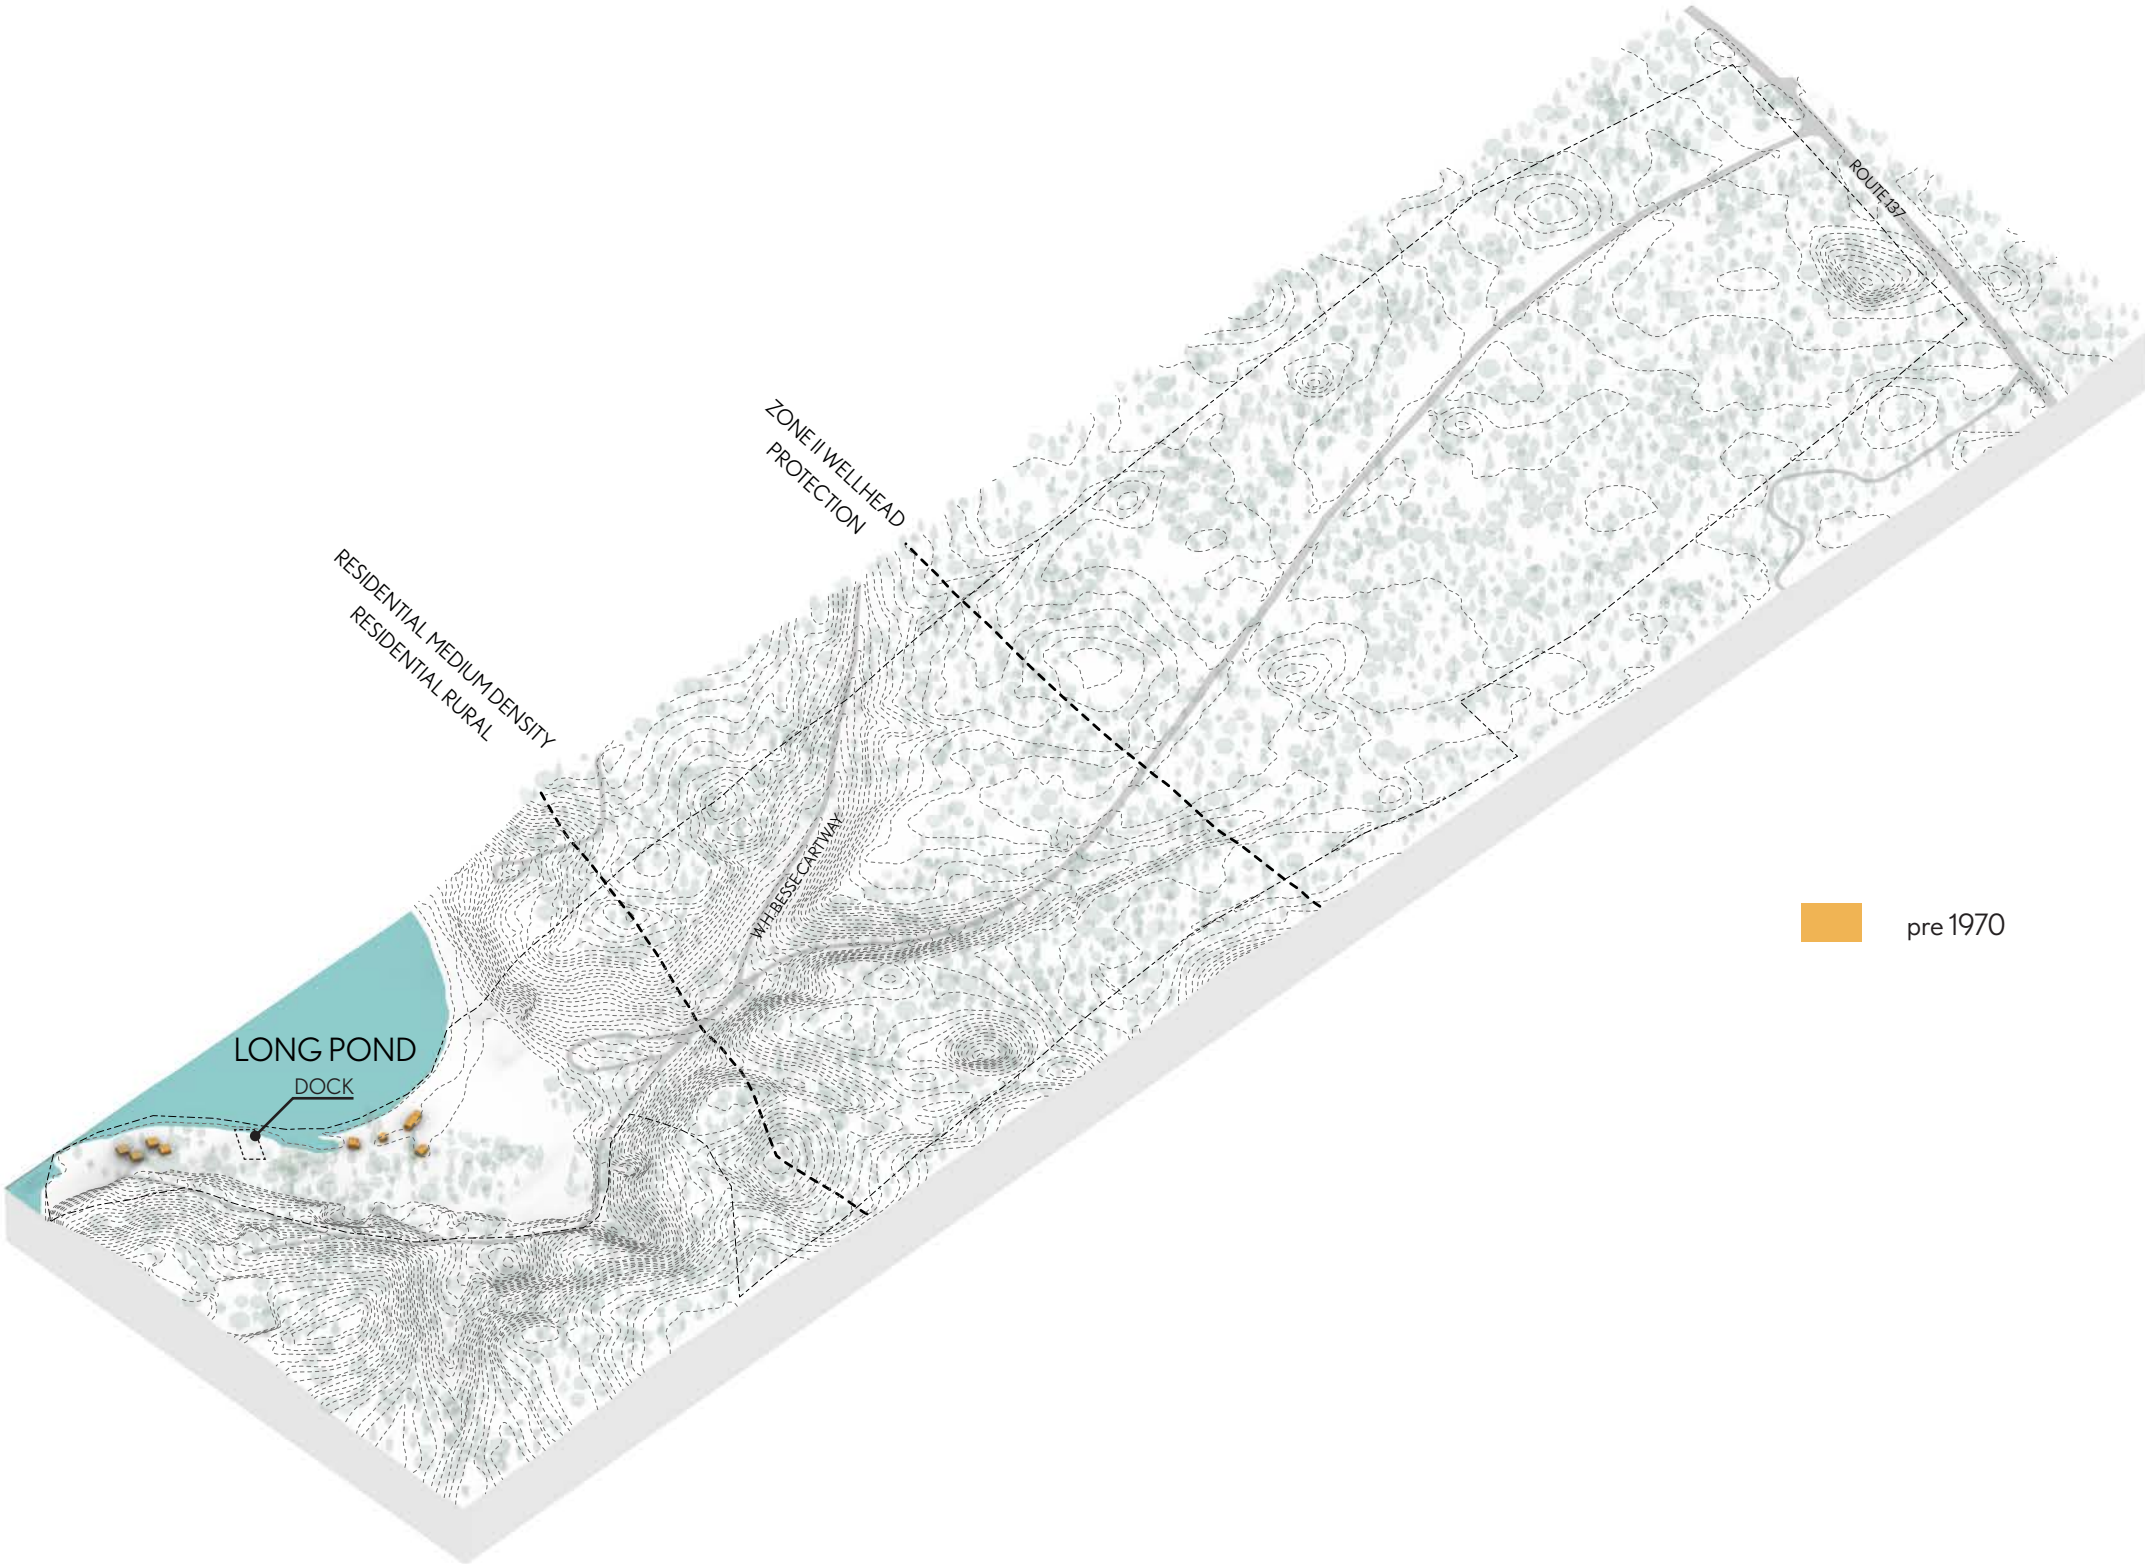 ROUTE 137
ZONE II WELLHEAD
PROTECTION
RESIDENTIAL MEDIUM DENSITY
RESIDENTIAL RURAL
W.H. BESSE CARTWAY
pre 1970
LONG POND
DOCK